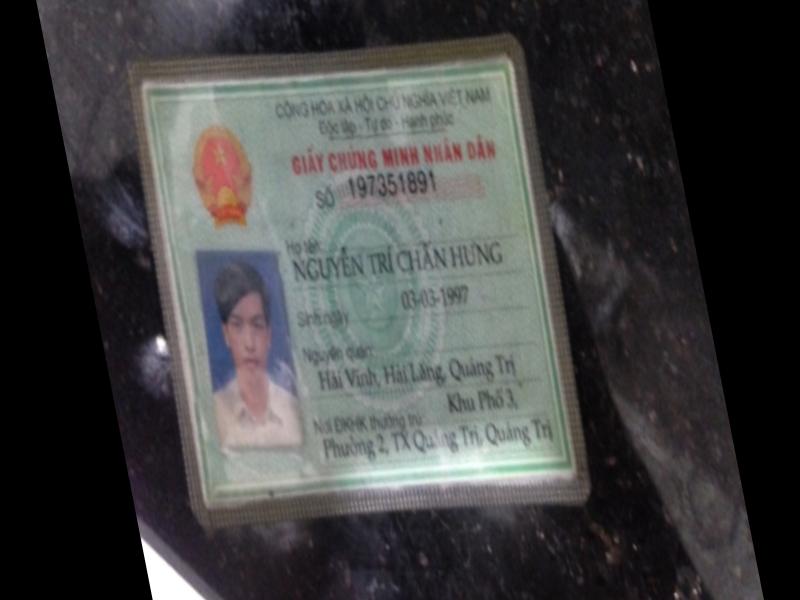 CỘNG HÒA XÃ HỘI CHỦ NGHĨA VIỆT NAM
Độc lập - Tự do - Hạnh phúc
GIẤY CHỨNG MINH NHÂN DÂN
SỐ 197351891
Họ tên
NGUYỄN TRÍ CHẤN HƯNG
Sinh ngày 03-03-1997
Nguyên quán
Hải Vĩnh, Hải Lăng, Quảng Trị
Nơi ĐKHK thường trú: Khu Phố 3,
Phường 2, TX Quảng Trị, Quảng Trị